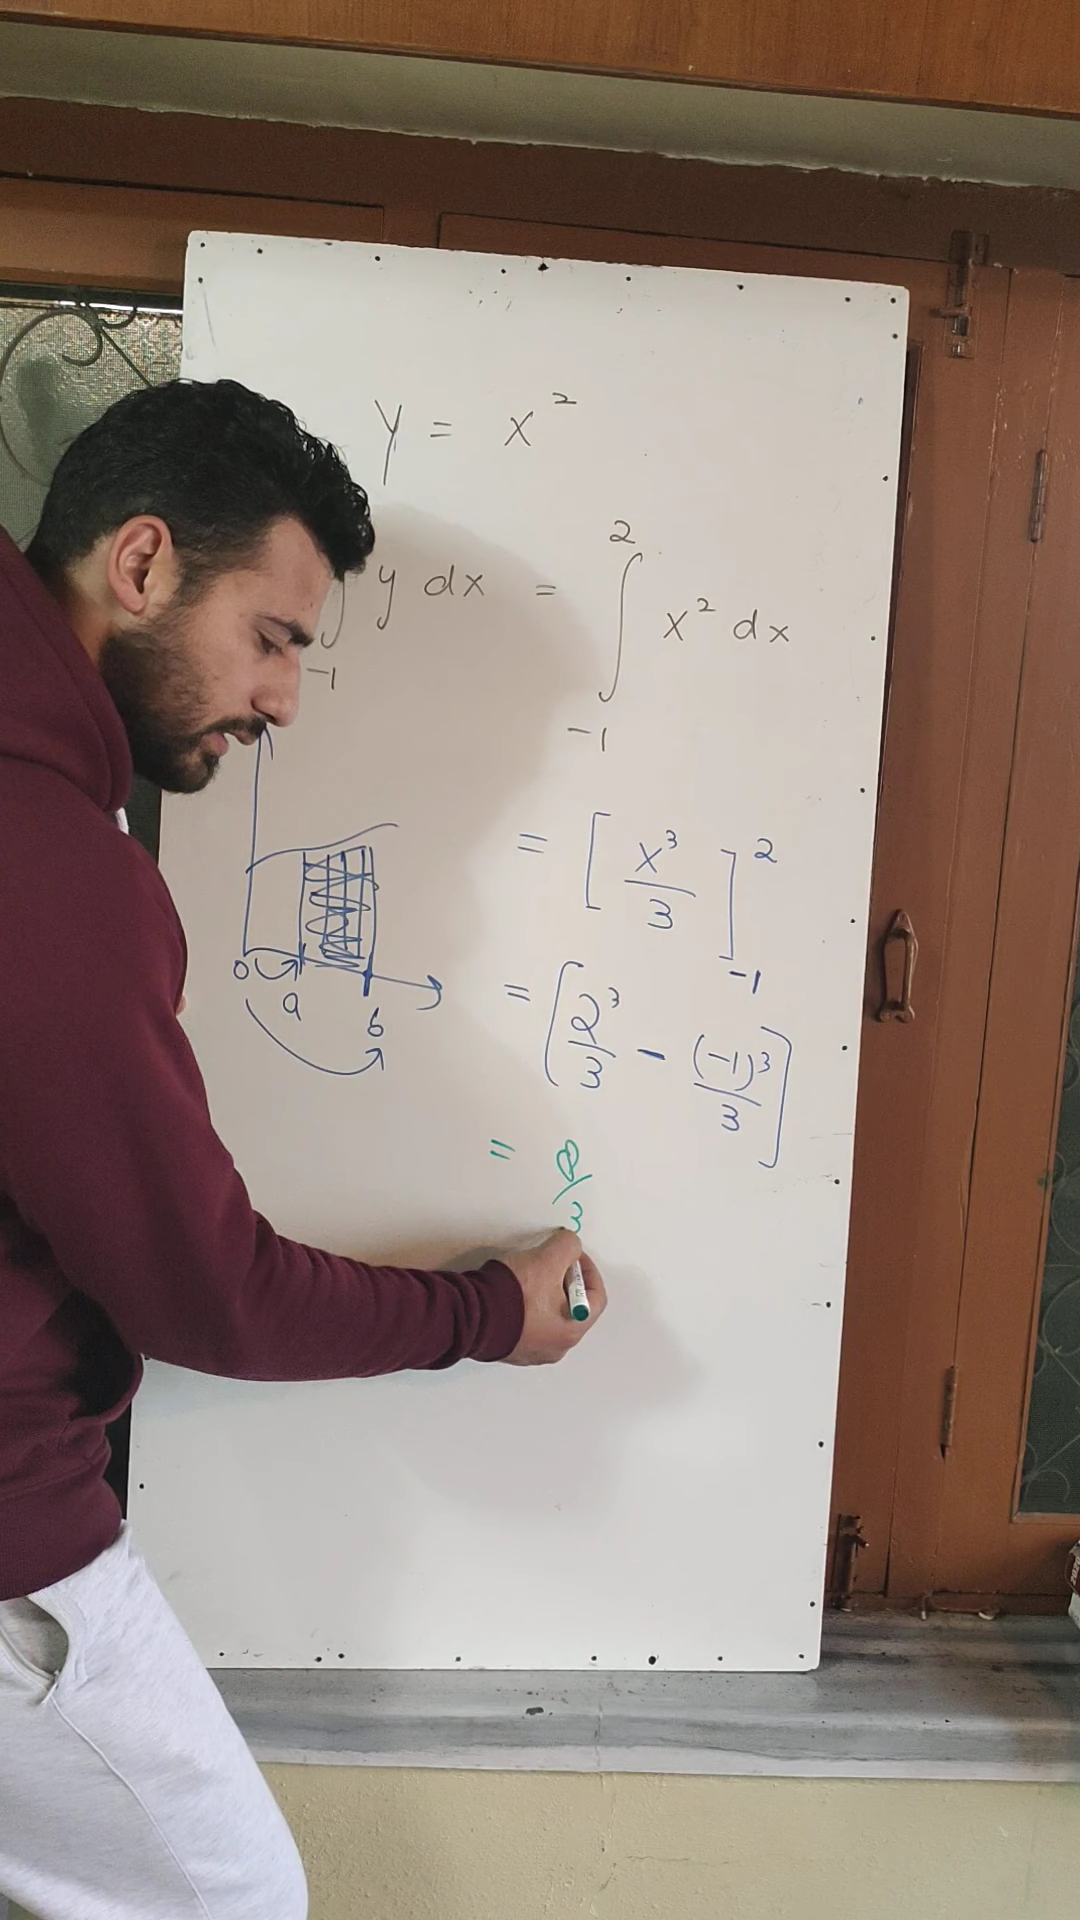 y = x²
∫ y dx = ∫ x² dx
-1
2
-1
= [x³/3]
2
-1
= [2³/3 - (-1)³/3]
= 8/3
0
a
b